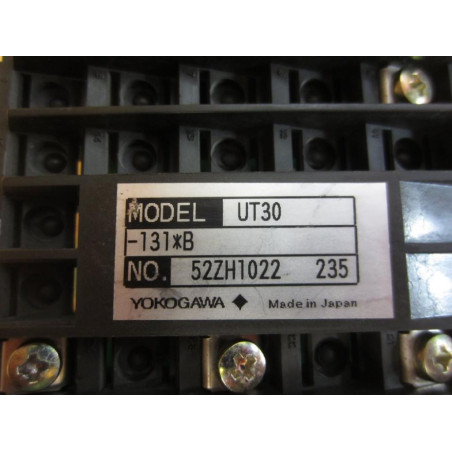 MODEL UT30
-131*B
NO. 52ZH1022 235
YOKOGAWA ◆ Made in Japan